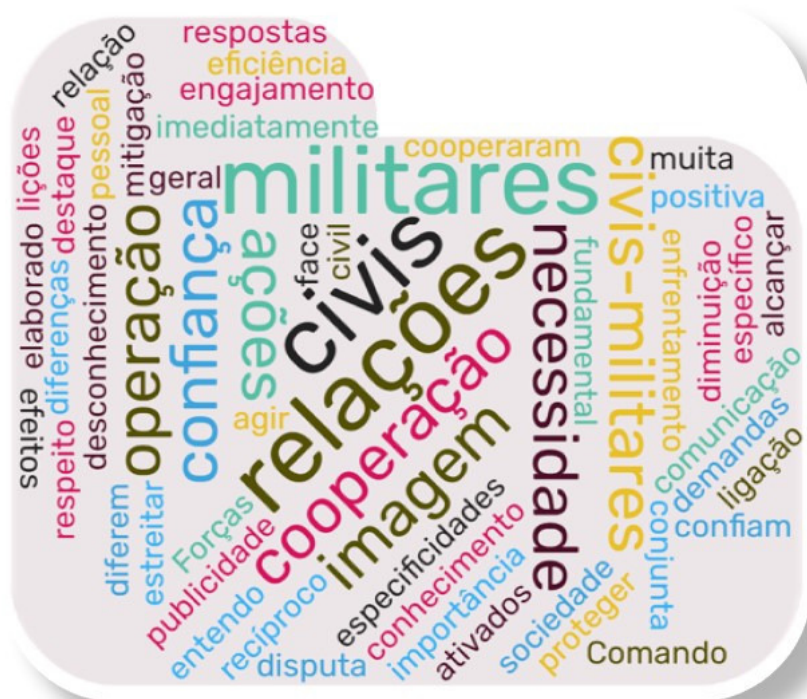 relação
respostas
eficiência
engajamento
imediatamente
pessoal
mitigação
lições
destaque
geral
militares
cooperaram
civis-militares
muita
positiva
elaborado
diferenças
desconhecimento
operação
confiança
ações
face
civil
civis
relações
necessidade
fundamental
enfrentamento
diminuição
específico
alcançar
efeitos
respeito
agir
cooperação
imagem
comunicação
demandas
ligação
diferem
estreitar
Forças
publicidade
entendo
recíproco
disputa
especificidades
conhecimento
importância
ativados
sociedade
proteger
conjunta
confiam
Comando